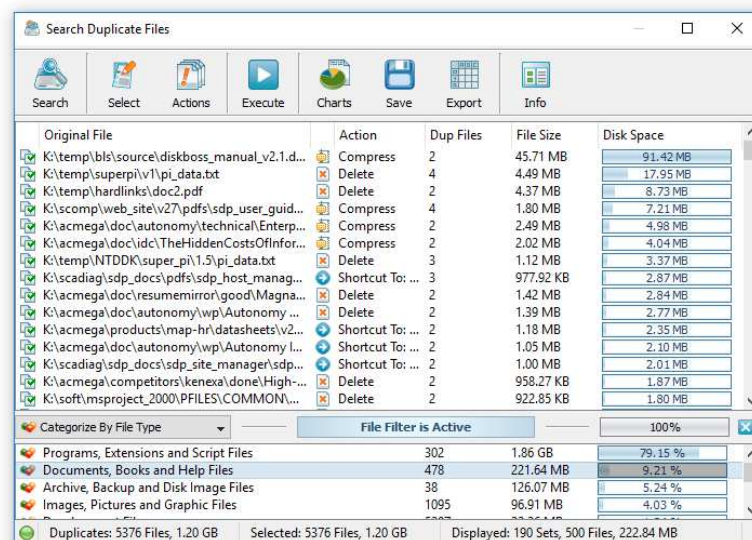 Search Duplicate Files
Search Select Actions Execute Charts Save Export Info
Original File Action Dup Files File Size Disk Space
K:\temp\bls\source\diskboss_manual_v2.1.d... Compress 2 45.71 MB 91.42 MB
K:\temp\superpi\v1\pi_data.txt Delete 4 4.49 MB 17.95 MB
K:\temp\hardlinks\doc2.pdf Delete 2 4.37 MB 8.73 MB
K:\scomp\web_site\v27\pdfs\sdp_user_guid... Compress 4 1.80 MB 7.21 MB
K:\acmega\doc\autonomy\technical\Enterp... Compress 2 2.49 MB 4.98 MB
K:\acmega\doc\idc\TheHiddenCostsOfInfor... Compress 2 2.02 MB 4.04 MB
K:\temp\NTDDK\super_pi\1.5\pi_data.txt Delete 3 1.12 MB 3.37 MB
K:\scadiag\sdp_docs\pdfs\sdp_host_manag... Shortcut To: ... 3 977.92 KB 2.87 MB
K:\acmega\doc\resumemirror\good\Magna... Delete 2 1.42 MB 2.84 MB
K:\acmega\doc\autonomy\wp\Autonomy ... Delete 2 1.39 MB 2.77 MB
K:\acmega\products\map-hr\datasheets\v2... Shortcut To: ... 2 1.18 MB 2.35 MB
K:\acmega\doc\autonomy\wp\Autonomy I... Shortcut To: ... 2 1.05 MB 2.10 MB
K:\scadiag\sdp_docs\sdp_site_manager\sdp... Shortcut To: ... 2 1.00 MB 2.01 MB
K:\acmega\competitors\kenexa\done\High-... Delete 2 958.27 KB 1.87 MB
K:\soft\msproject_2000\PFILES\COMMON\... Delete 2 922.85 KB 1.80 MB
Categorize By File Type File Filter is Active 100%
Programs, Extensions and Script Files 302 1.86 GB 79.15 %
Documents, Books and Help Files 478 221.64 MB 9.21 %
Archive, Backup and Disk Image Files 38 126.07 MB 5.24 %
Images, Pictures and Graphic Files 1095 96.91 MB 4.03 %
Duplicates: 5376 Files, 1.20 GB Selected: 5376 Files, 1.20 GB Displayed: 190 Sets, 500 Files, 222.84 MB